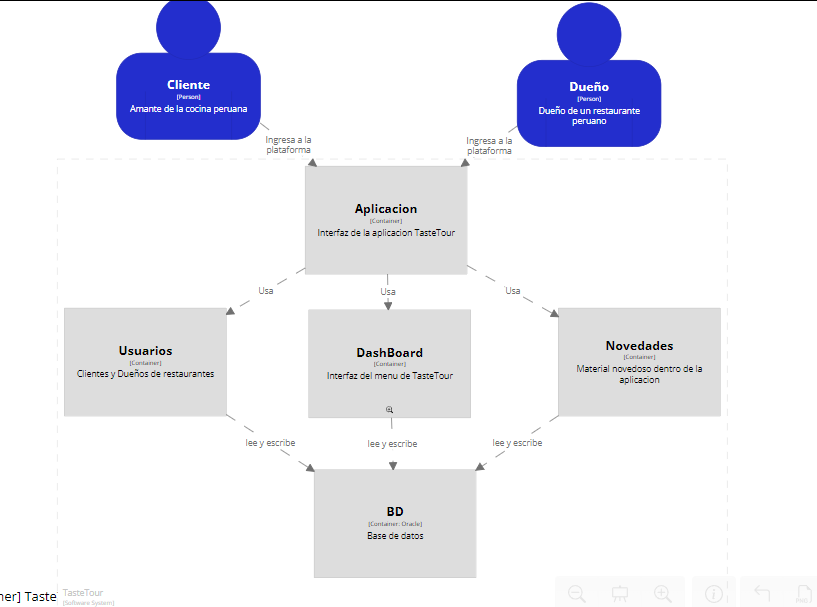 Cliente
[Person]
Amante de la cocina peruana
Dueño
[Person]
Dueño de un restaurante
peruano
Ingresa a la
plataforma
Ingresa a la
plataforma
Aplicacion
[Container]
Interfaz de la aplicacion TasteTour
Usa
Usa
Usa
Usuarios
[Container]
Clientes y Dueños de restaurantes
DashBoard
[Container]
Interfaz del menu de TasteTour
Novedades
[Container]
Material novedoso dentro de la
aplicacion
lee y escribe
lee y escribe
lee y escribe
BD
[Container: Oracle]
Base de datos
ner] Taste
TasteTour
[Software System]